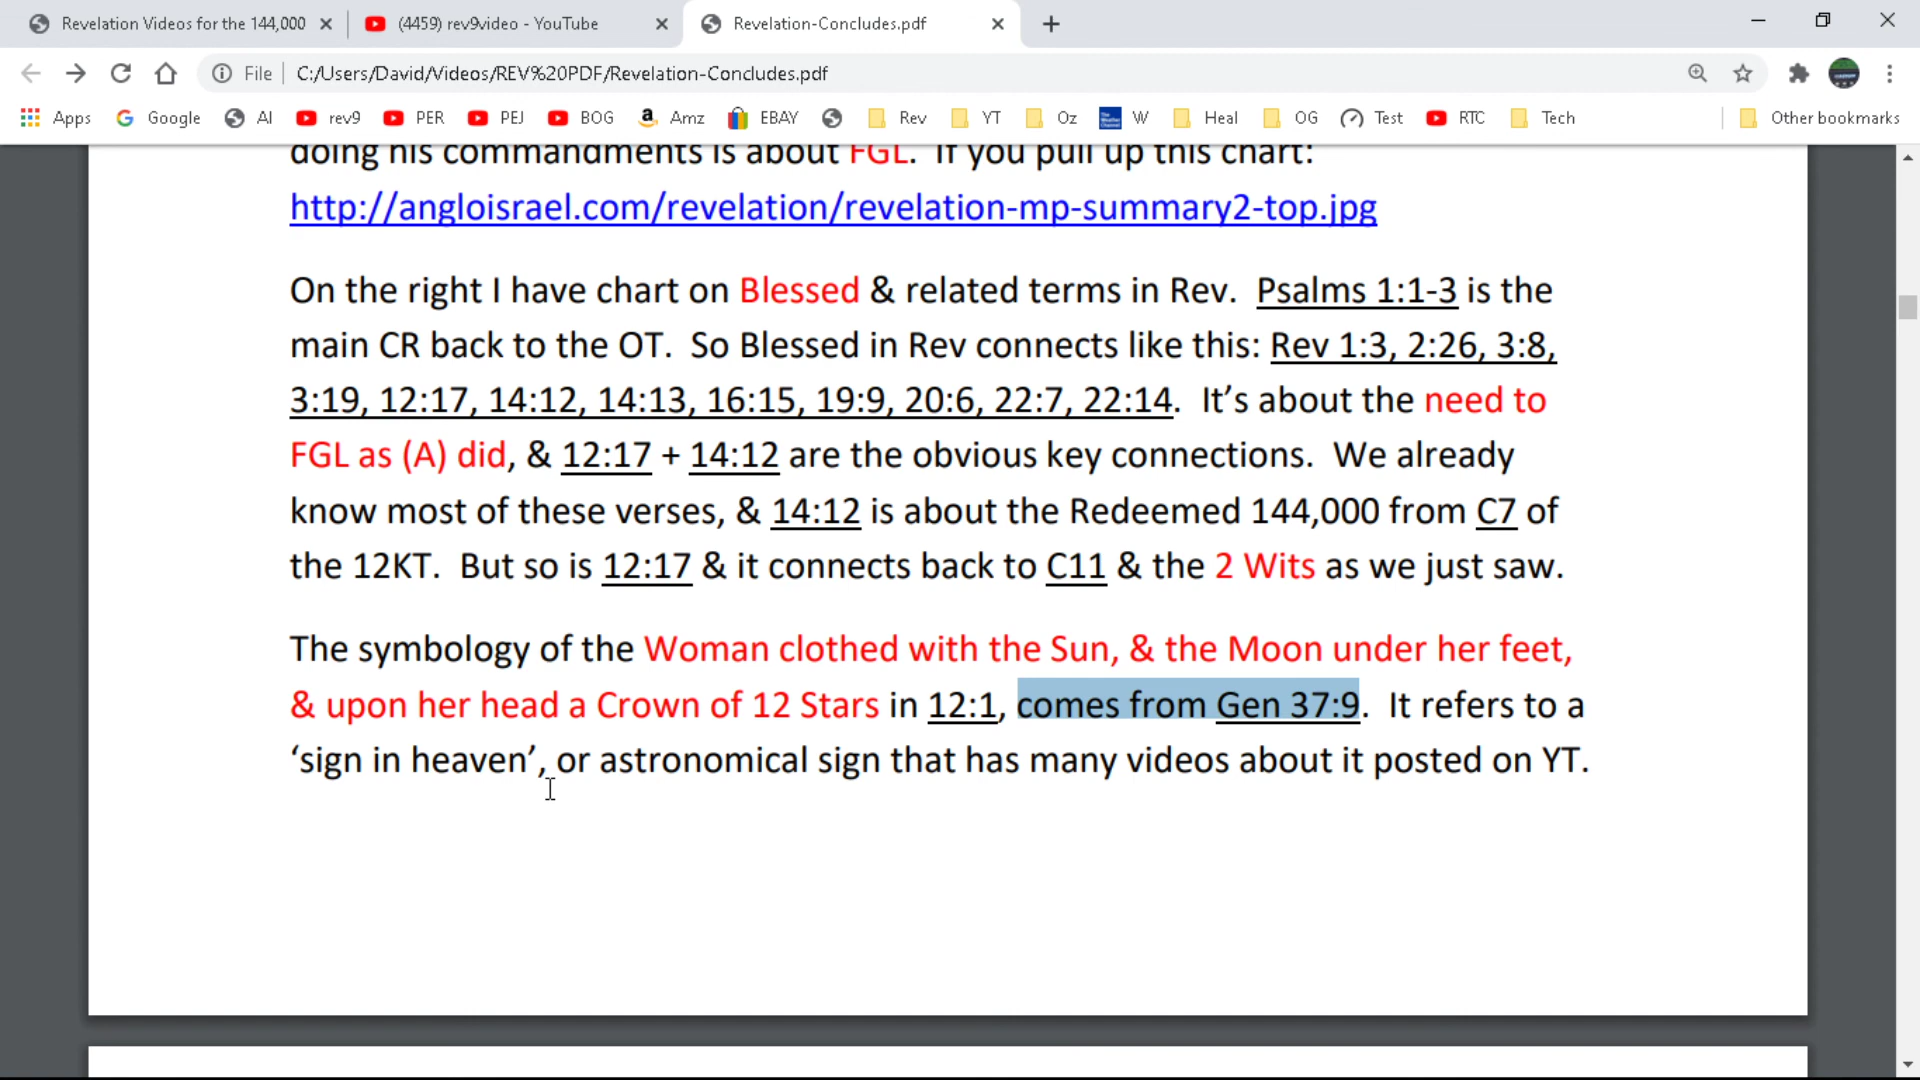 Revelation Videos for the 144,000
(4459) rev9video - YouTube
Revelation-Concludes.pdf
File
C:/Users/David/Videos/REV%20PDF/Revelation-Concludes.pdf
Apps Google AI rev9 PER PEJ BOG Amz EBAY Rev YT Oz W Heal OG Test RTC Tech Other bookmarks
doing his commandments is about FGL.  If you pull up this chart:
http://angloisrael.com/revelation/revelation-mp-summary2-top.jpg
On the right I have chart on Blessed & related terms in Rev.  Psalms 1:1-3 is the
main CR back to the OT.  So Blessed in Rev connects like this: Rev 1:3, 2:26, 3:8,
3:19, 12:17, 14:12, 14:13, 16:15, 19:9, 20:6, 22:7, 22:14.  It’s about the need to
FGL as (A) did, & 12:17 + 14:12 are the obvious key connections.  We already
know most of these verses, & 14:12 is about the Redeemed 144,000 from C7 of
the 12KT.  But so is 12:17 & it connects back to C11 & the 2 Wits as we just saw.
The symbology of the Woman clothed with the Sun, & the Moon under her feet,
& upon her head a Crown of 12 Stars in 12:1, comes from Gen 37:9.  It refers to a
‘sign in heaven’, or astronomical sign that has many videos about it posted on YT.